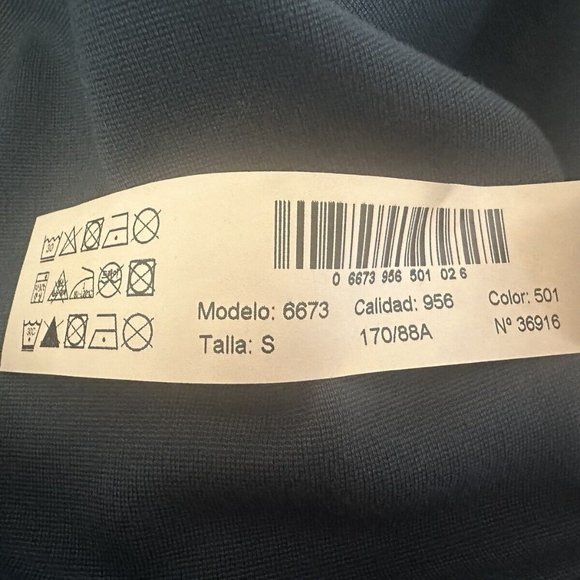 0 6673 956 501 02 6
Modelo: 6673 Calidad: 956 Color: 501
Talla: S 170/88A Nº 36916